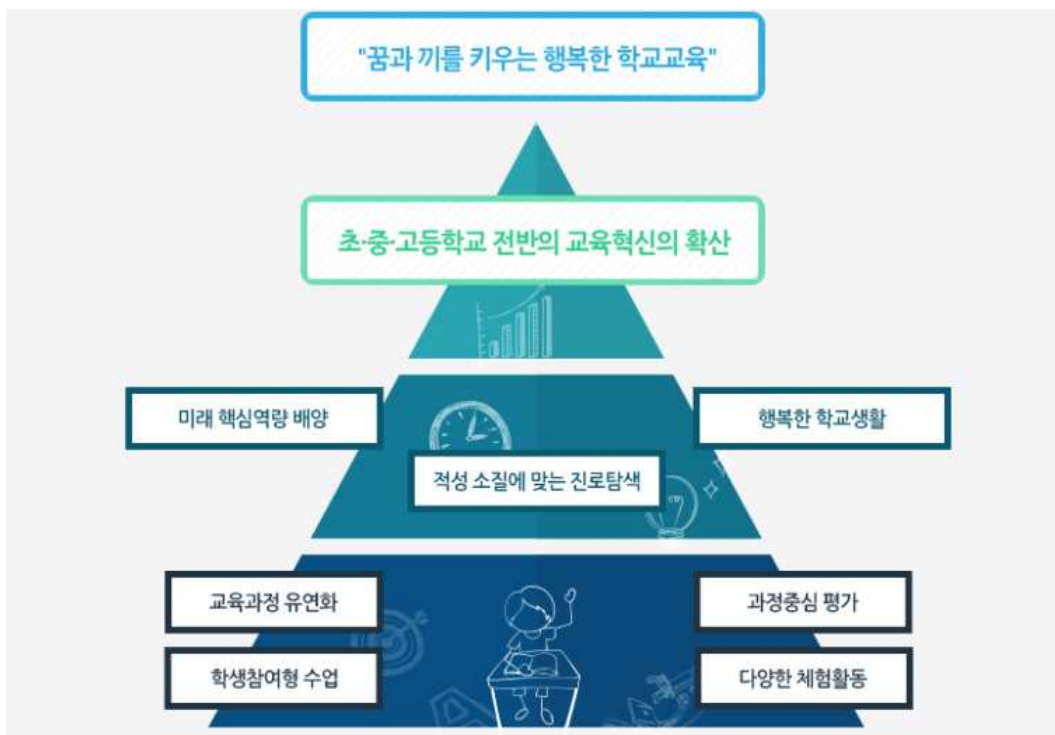 "꿈과 끼를 키우는 행복한 학교교육"
초·중·고등학교 전반의 교육혁신의 확산
미래 핵심역량 배양
행복한 학교생활
적성 소질에 맞는 진로탐색
교육과정 유연화
과정중심 평가
학생참여형 수업
다양한 체험활동